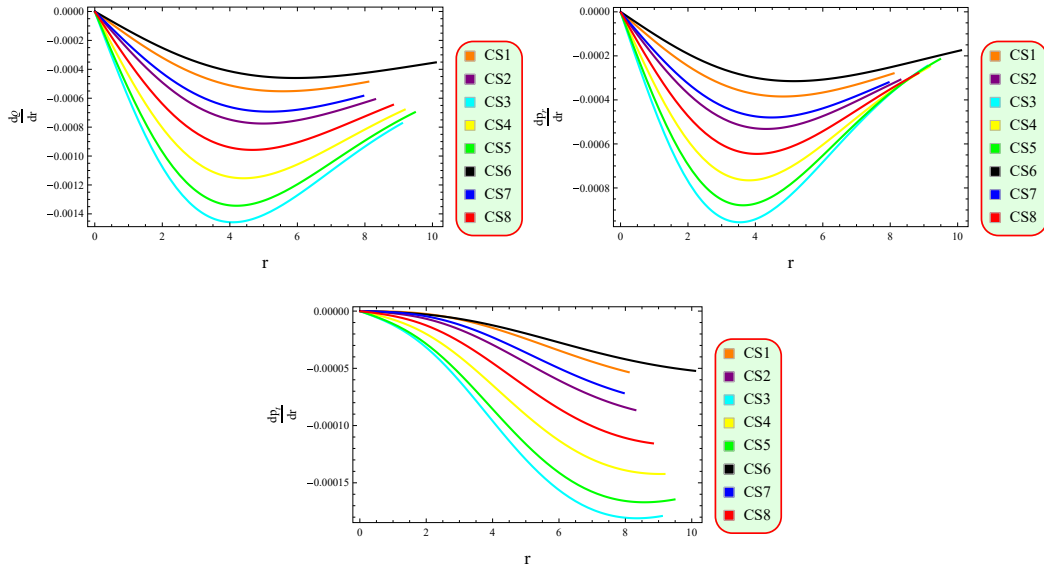 0.0000
−0.0002
−0.0004
−0.0006
−0.0008
−0.0010
−0.0012
−0.0014
dρ
dr
0 2 4 6 8 10
r
CS1
CS2
CS3
CS4
CS5
CS6
CS7
CS8
0.0000
−0.0002
−0.0004
−0.0006
−0.0008
dpr
dr
0 2 4 6 8 10
r
CS1
CS2
CS3
CS4
CS5
CS6
CS7
CS8
0.00000
−0.00005
−0.00010
−0.00015
dpt
dr
0 2 4 6 8 10
r
CS1
CS2
CS3
CS4
CS5
CS6
CS7
CS8